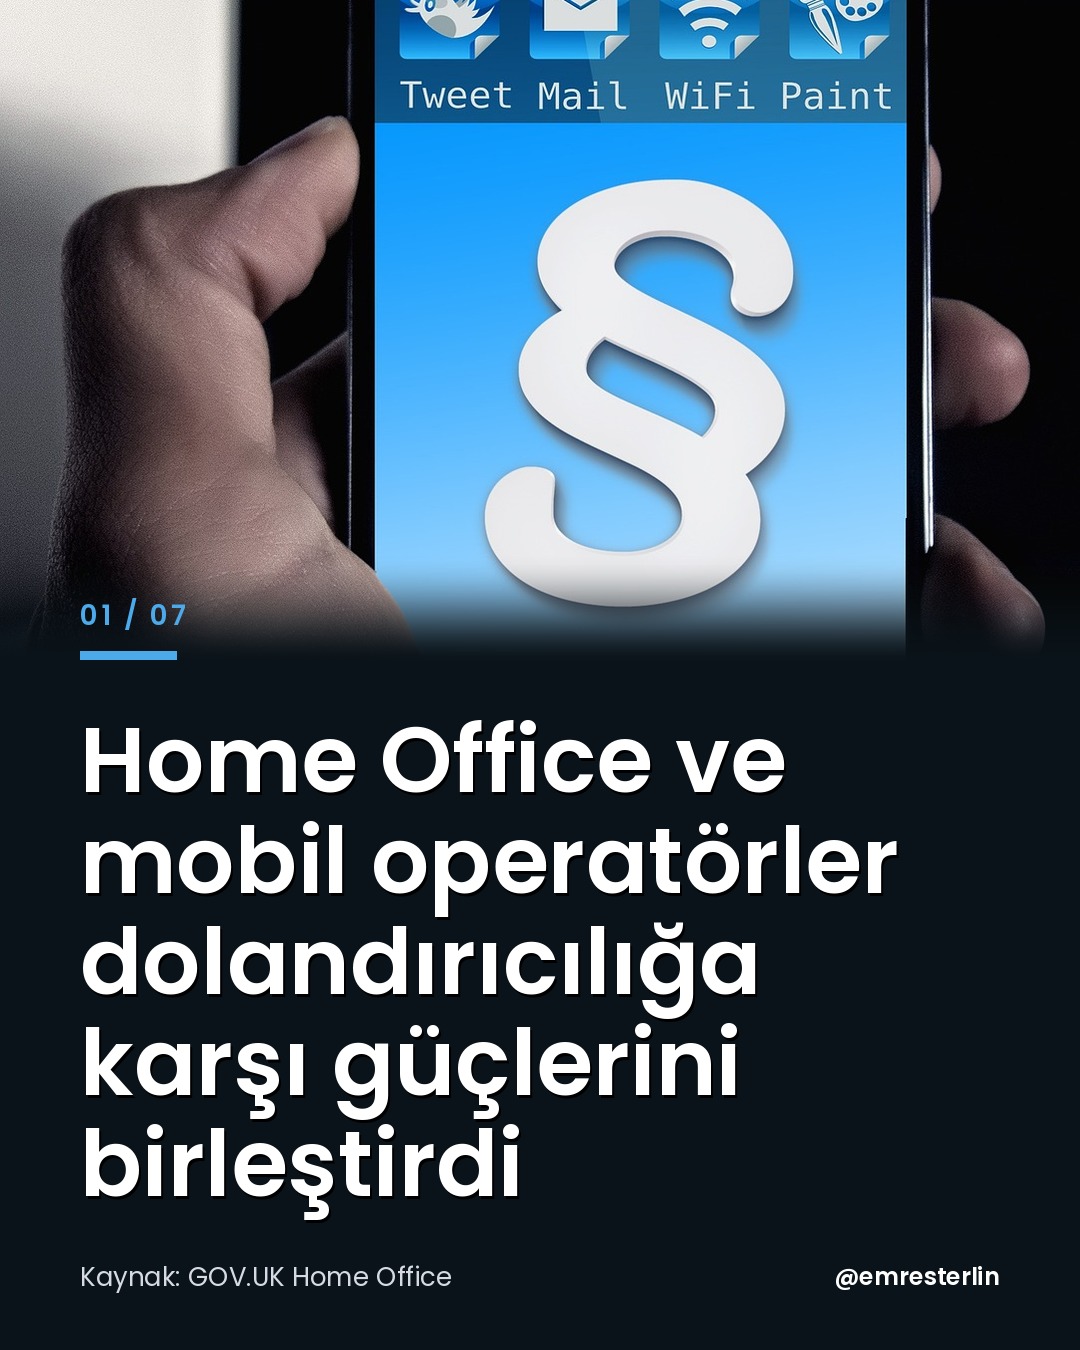 Tweet Mail WiFi Paint
§
01 / 07
Home Office ve
mobil operatörler
dolandırıcılığa
karşı güçlerini
birleştirdi
Kaynak: GOV.UK Home Office
@emresterlin